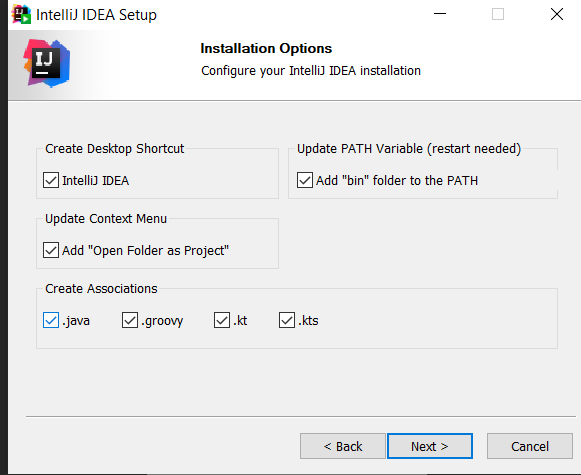 IntelliJ IDEA Setup
IJ
Installation Options
Configure your IntelliJ IDEA installation
Create Desktop Shortcut
IntelliJ IDEA
Update PATH Variable (restart needed)
Add "bin" folder to the PATH
Update Context Menu
Add "Open Folder as Project"
Create Associations
.java .groovy .kt .kts
< Back Next > Cancel